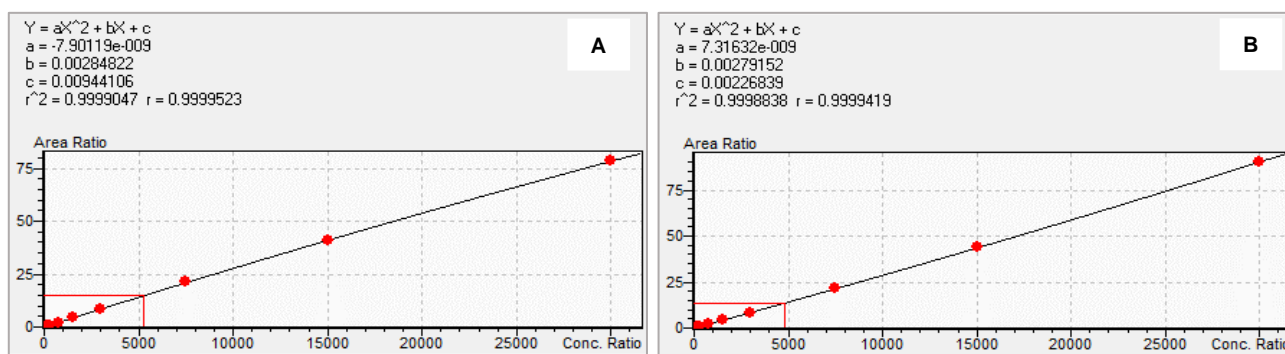 Y = aX^2 + bX + c
a = -7.90119e-009
b = 0.00284822
c = 0.00944106
r^2 = 0.9999047 r = 0.9999523
A
Area Ratio
75
50
25
0
0 5000 10000 15000 20000 25000 Conc. Ratio
Y = aX^2 + bX + c
a = 7.31632e-009
b = 0.00279152
c = 0.00226839
r^2 = 0.9998838 r = 0.9999419
B
Area Ratio
75
50
25
0
0 5000 10000 15000 20000 25000 Conc. Ratio